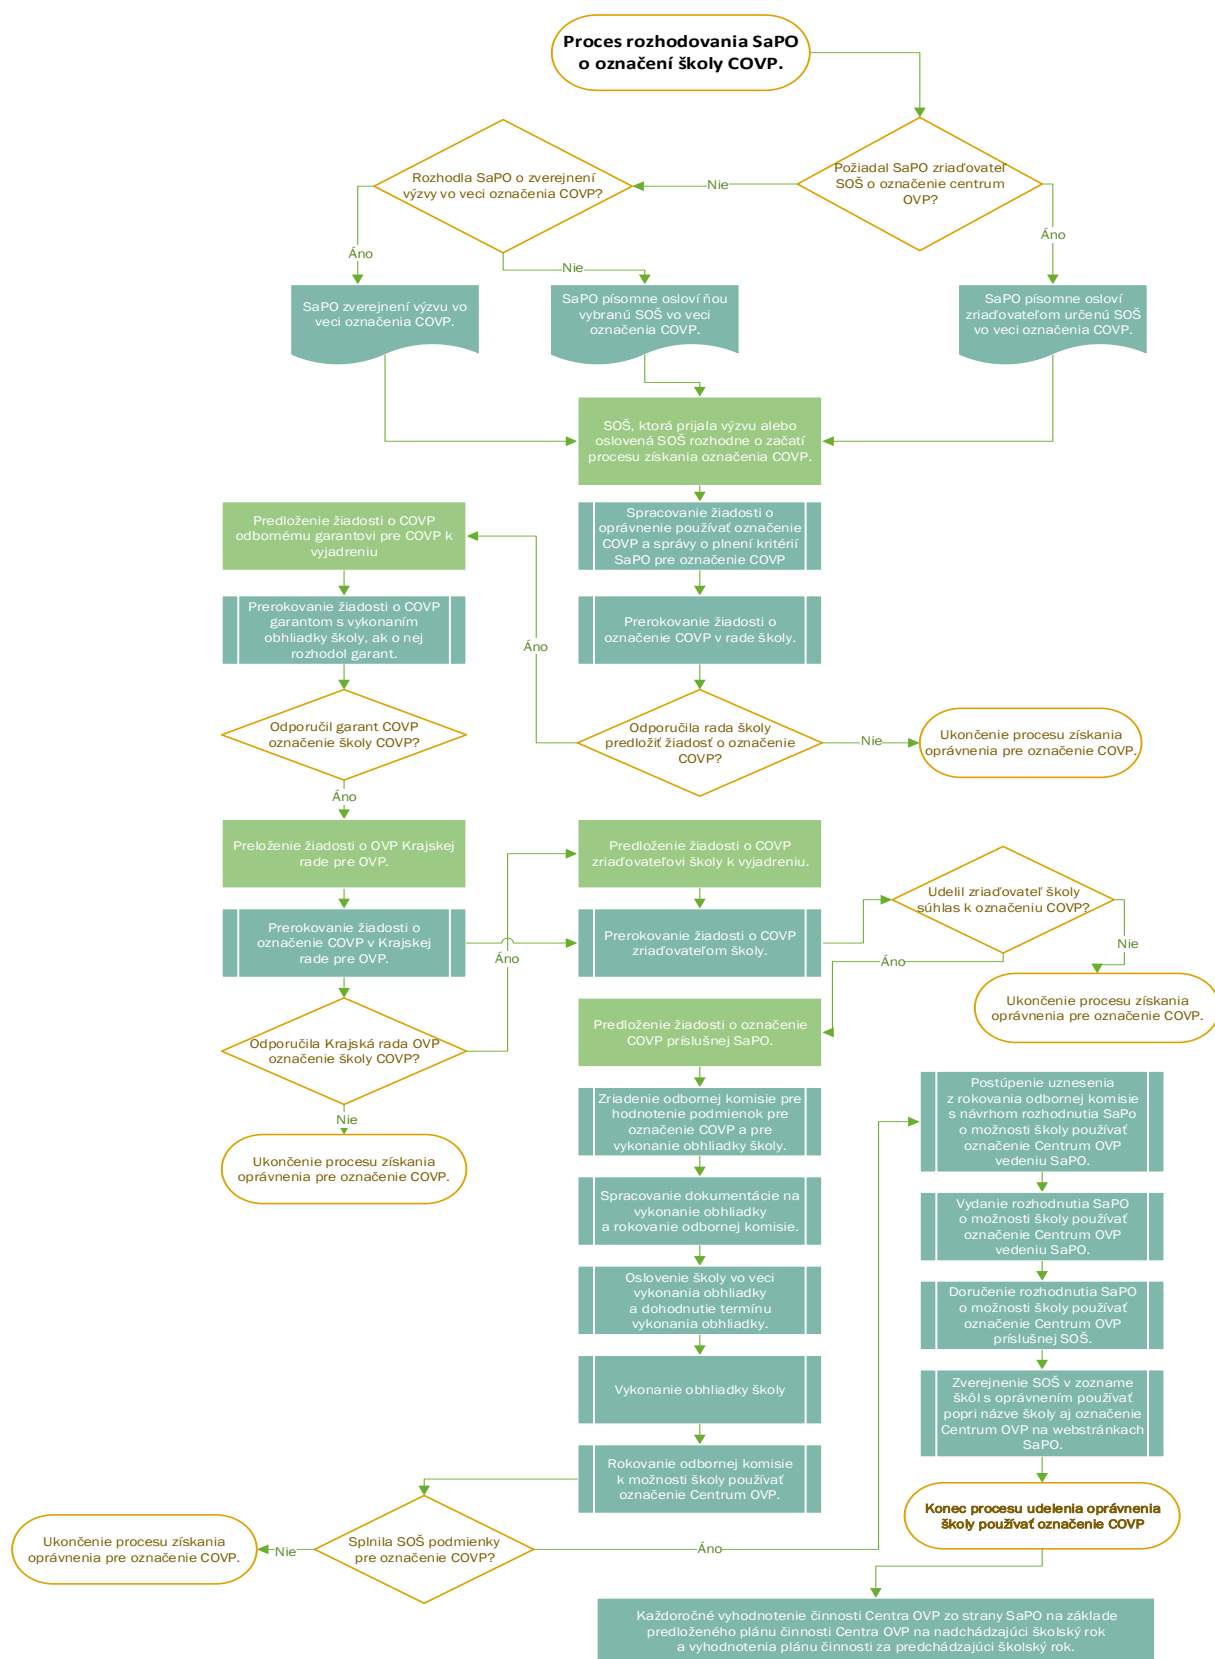 Proces rozhodovania SaPO
o označení školy COVP.
Požiadal SaPO zriaďovateľ
SOŠ o označenie centrum
OVP?
Nie
Rozhodla SaPO o zverejnení
výzvy vo veci označenia COVP?
Áno
Nie
Áno
SaPO zverejnení výzvu vo
veci označenia COVP.
SaPO písomne osloví ňou
vybranú SOŠ vo veci
označenia COVP.
SaPO písomne osloví
zriaďovateľom určenú SOŠ
vo veci označenia COVP.
SOŠ, ktorá prijala výzvu alebo
oslovená SOŠ rozhodne o začatí
procesu získania označenia COVP.
Spracovanie žiadosti o
oprávnenie používať označenie
COVP a správy o plnení kritérií
SaPO pre označenie COVP
Prerokovanie žiadosti o
označenie COVP v rade školy.
Odporučila rada školy
predložiť žiadosť o označenie
COVP?
Nie
Ukončenie procesu získania
oprávnenia pre označenie COVP.
Áno
Predloženie žiadosti o COVP
odbornému garantovi pre COVP k
vyjadreniu
Prerokovanie žiadosti o COVP
garantom s vykonaním
obhliadky školy, ak o nej
rozhodol garant.
Odporučil garant COVP
označenie školy COVP?
Áno
Preloženie žiadosti o OVP Krajskej
rade pre OVP.
Prerokovanie žiadosti o
označenie COVP v Krajskej
rade pre OVP.
Odporučila Krajská rada OVP
označenie školy COVP?
Nie
Ukončenie procesu získania
oprávnenia pre označenie COVP.
Áno
Predloženie žiadosti o COVP
zriaďovateľovi školy k vyjadreniu.
Prerokovanie žiadosti o COVP
zriaďovateľom školy.
Udelil zriaďovateľ školy
súhlas k označeniu COVP?
Nie
Ukončenie procesu získania
oprávnenia pre označenie COVP.
Áno
Predloženie žiadosti o označenie
COVP príslušnej SaPO.
Zriadenie odbornej komisie pre
hodnotenie podmienok pre
označenie COVP a pre
vykonanie obhliadky školy.
Spracovanie dokumentácie na
vykonanie obhliadky
a rokovanie odbornej komisie.
Oslovenie školy vo veci
vykonania obhliadky
a dohodnutie termínu
vykonania obhliadky.
Vykonanie obhliadky školy
Rokovanie odbornej komisie
k možnosti školy používať
označenie Centrum OVP.
Splnila SOŠ podmienky
pre označenie COVP?
Nie
Ukončenie procesu získania
oprávnenia pre označenie COVP.
Áno
Postúpenie uznesenia
z rokovania odbornej komisie
s návrhom rozhodnutia SaPo
o možnosti školy používať
označenie Centrum OVP
vedeniu SaPO.
Vydanie rozhodnutia SaPO
o možnosti školy používať
označenie Centrum OVP
vedeniu SaPO.
Doručenie rozhodnutia SaPO
o možnosti školy používať
označenie Centrum OVP
príslušnej SOŠ.
Zverejnenie SOŠ v zozname
škôl s oprávnením používať
popri názve školy aj označenie
Centrum OVP na webstránkach
SaPO.
Konec procesu udelenia oprávnenia
školy používať označenie COVP
Každoročné vyhodnotenie činnosti Centra OVP zo strany SaPO na základe
predloženého plánu činnosti Centra OVP na nadchádzajúci školský rok
a vyhodnotenia plánu činnosti za predchádzajúci školský rok.